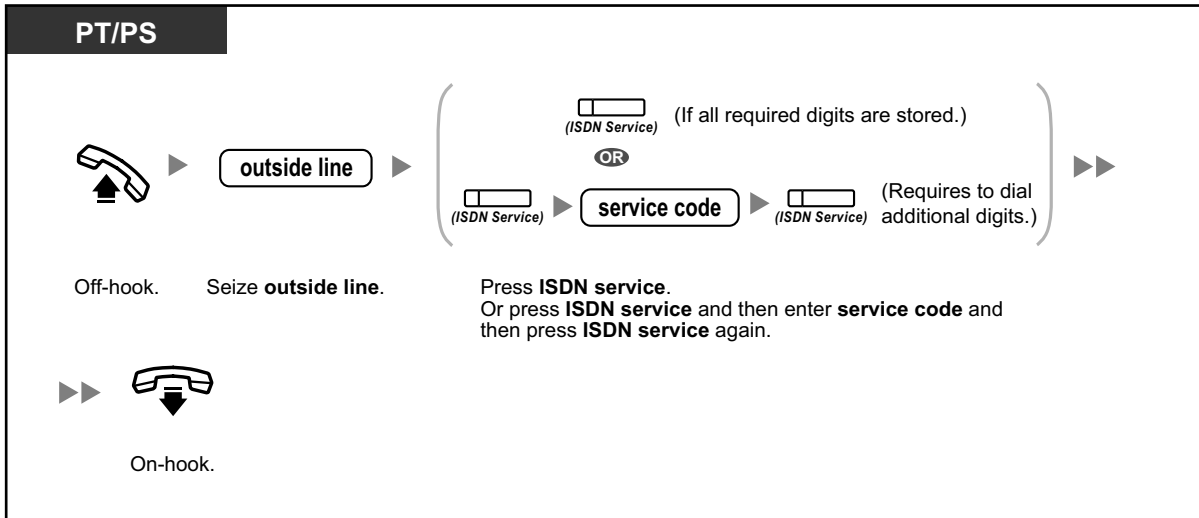 PT/PS
(ISDN Service) (If all required digits are stored.)
OR
outside line
(ISDN Service) service code (ISDN Service) (Requires to dial
additional digits.)
Off-hook. Seize outside line. Press ISDN service.
Or press ISDN service and then enter service code and
then press ISDN service again.
On-hook.